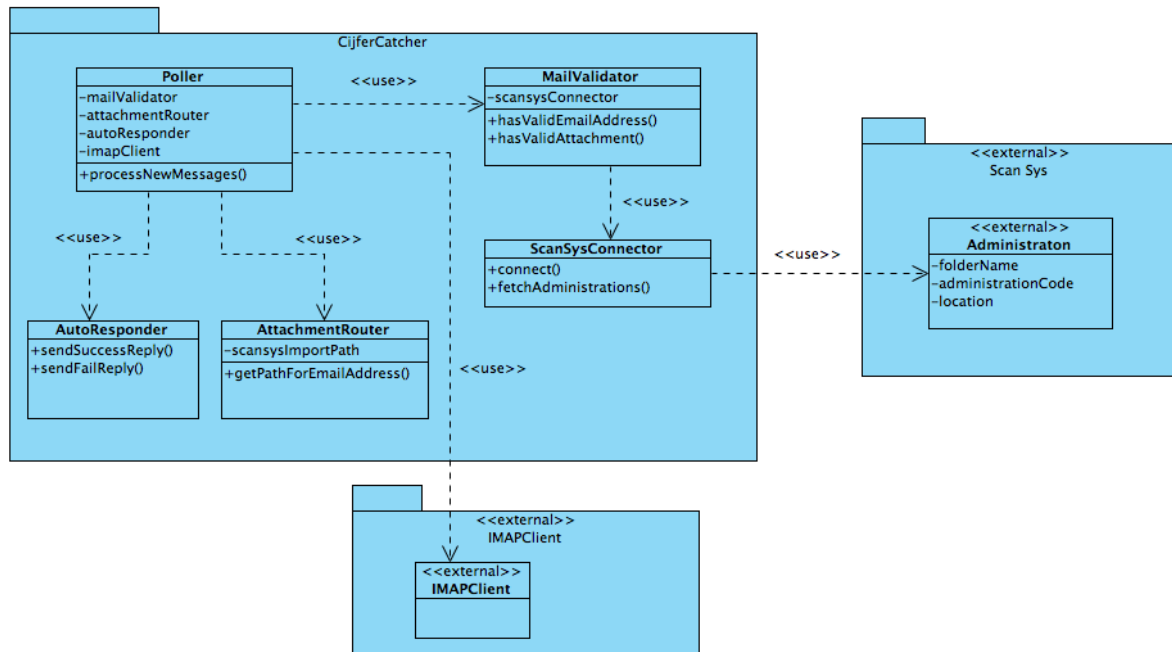 CijferCatcher
Poller
-mailValidator
-attachmentRouter
-autoResponder
-imapClient
+processNewMessages()
<<use>>
MailValidator
-scansysConnector
+hasValidEmailAddress()
+hasValidAttachment()
<<use>>
<<use>>
<<use>>
ScanSysConnector
+connect()
+fetchAdministrations()
<<use>>
<<external>>
Scan Sys
<<external>>
Administraton
-folderName
-administrationCode
-location
AutoResponder
+sendSuccessReply()
+sendFailReply()
AttachmentRouter
-scansysImportPath
+getPathForEmailAddress()
<<use>>
<<external>>
IMAPClient
<<external>>
IMAPClient